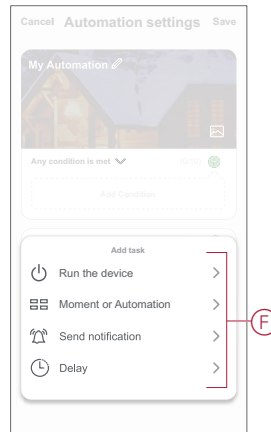 Cancel Automation settings Save
My Automation
Any condition is met
Add Condition
Add task
Run the device
Moment or Automation
Send notification
Delay
F